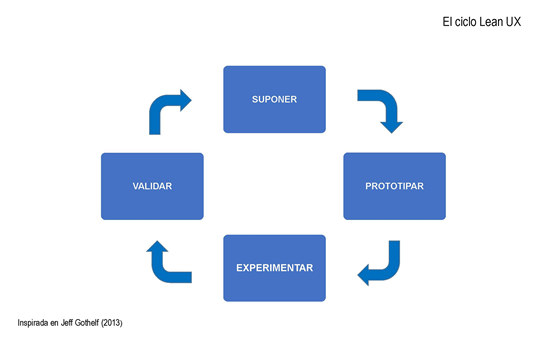 El ciclo Lean UX
SUPONER
VALIDAR
PROTOTIPAR
EXPERIMENTAR
Inspirada en Jeff Gothelf (2013)